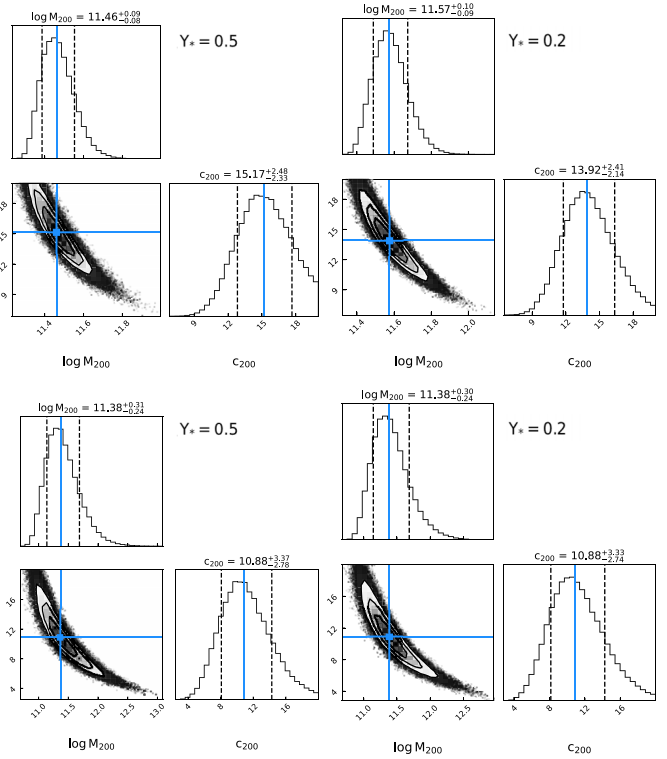 log M200 = 11.46+0.09−0.08
Υ* = 0.5
c200 = 15.17+2.48−2.33
18
15
12
9
11.4 11.6 11.8
9 12 15 18
log M200
c200
log M200 = 11.57+0.10−0.09
Υ* = 0.2
c200 = 13.92+2.41−2.14
18
15
12
9
11.4 11.6 11.8 12.0
9 12 15 18
log M200
c200
log M200 = 11.38+0.31−0.24
Υ* = 0.5
c200 = 10.88+3.37−2.78
16
12
8
4
11.0 11.5 12.0 12.5 13.0
4 8 12 16
log M200
c200
log M200 = 11.38+0.30−0.24
Υ* = 0.2
c200 = 10.88+3.33−2.74
16
12
8
4
11.0 11.5 12.0 12.5
4 8 12 16
log M200
c200